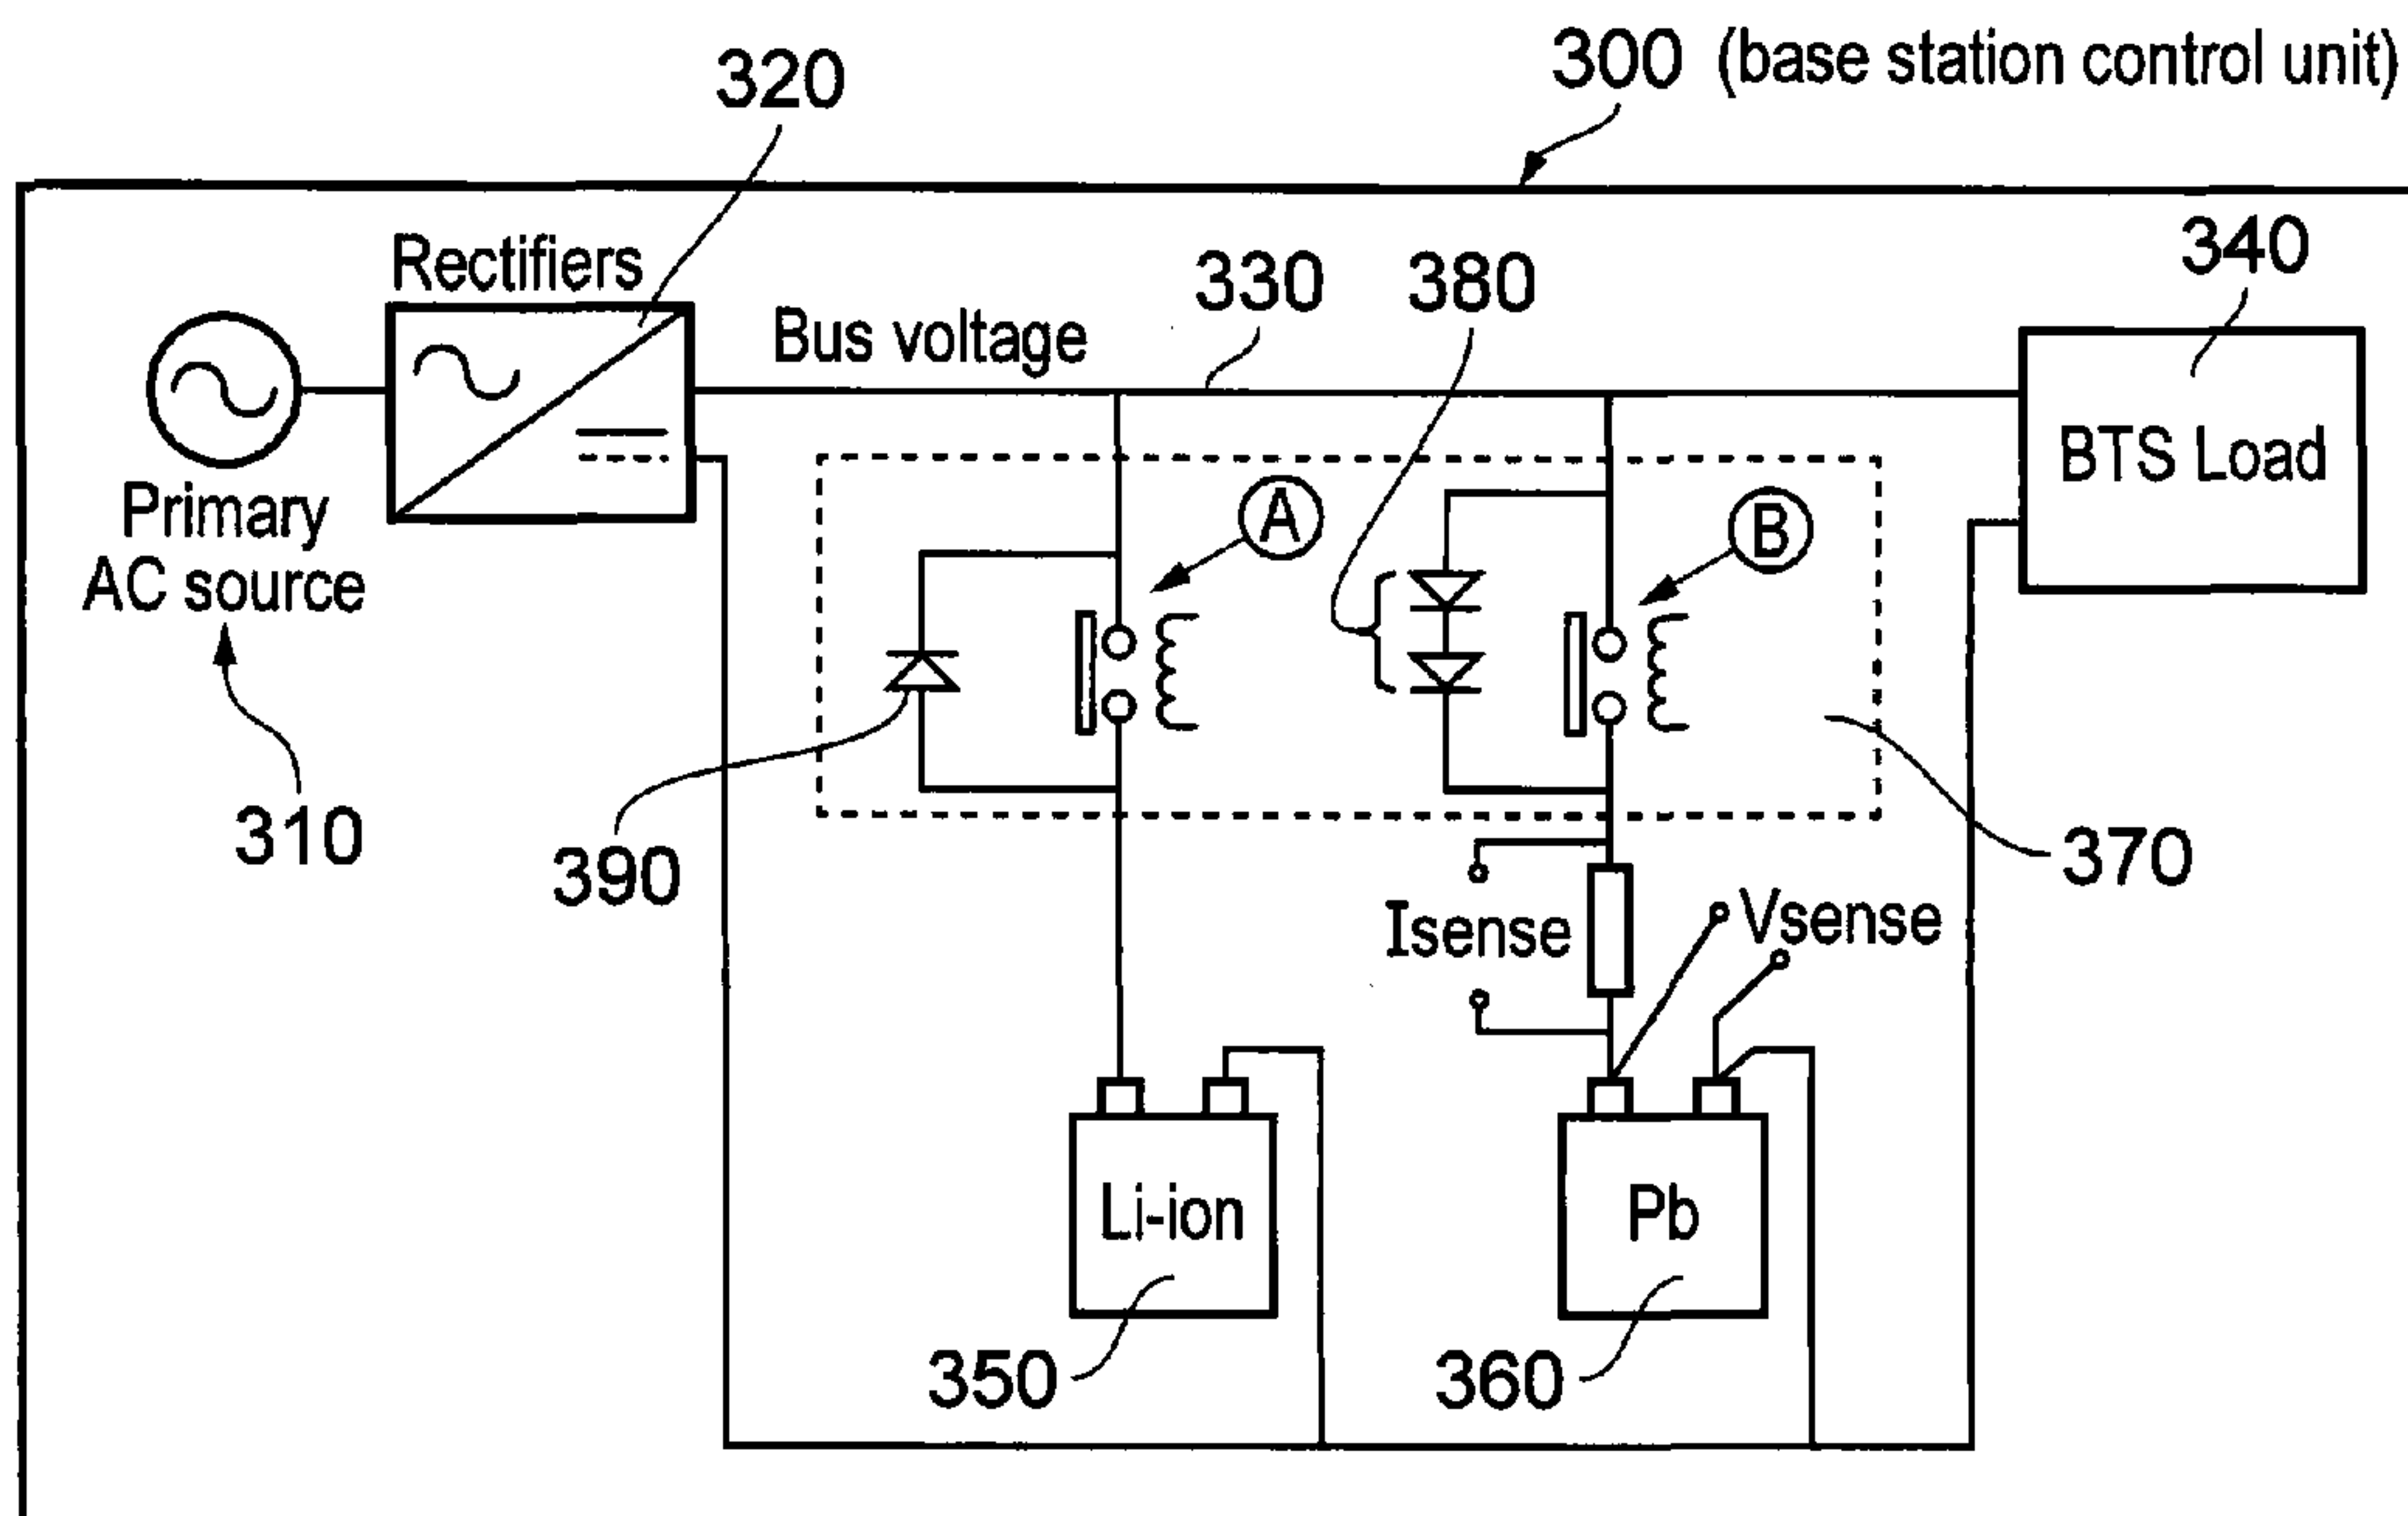 300 (base station control unit)
320
Rectifiers
330
380
340
Bus voltage
BTS Load
A
B
Primary
AC source
310
390
370
Isense
Vsense
Li-ion
Pb
350
360